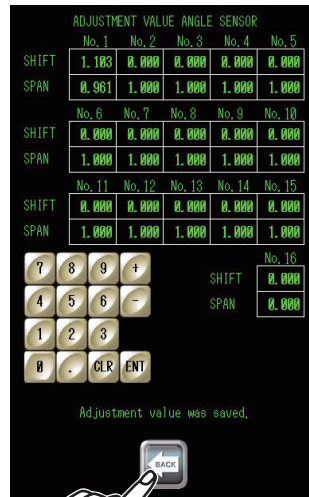 ADJUSTMENT VALUE ANGLE SENSOR
No. 1 No. 2 No. 3 No. 4 No. 5
SHIFT 1.103 0.000 0.000 0.000 0.000
SPAN 0.961 1.000 1.000 1.000 1.000
No. 6 No. 7 No. 8 No. 9 No. 10
SHIFT 0.000 0.000 0.000 0.000 0.000
SPAN 1.000 1.000 1.000 1.000 1.000
No. 11 No. 12 No. 13 No. 14 No. 15
SHIFT 0.000 0.000 0.000 0.000 0.000
SPAN 1.000 1.000 1.000 1.000 1.000
No. 16
SHIFT 0.000
SPAN 0.000
7 8 9 +
4 5 6 -
1 2 3
0 . CLR ENT
Adjustment value was saved.
BACK